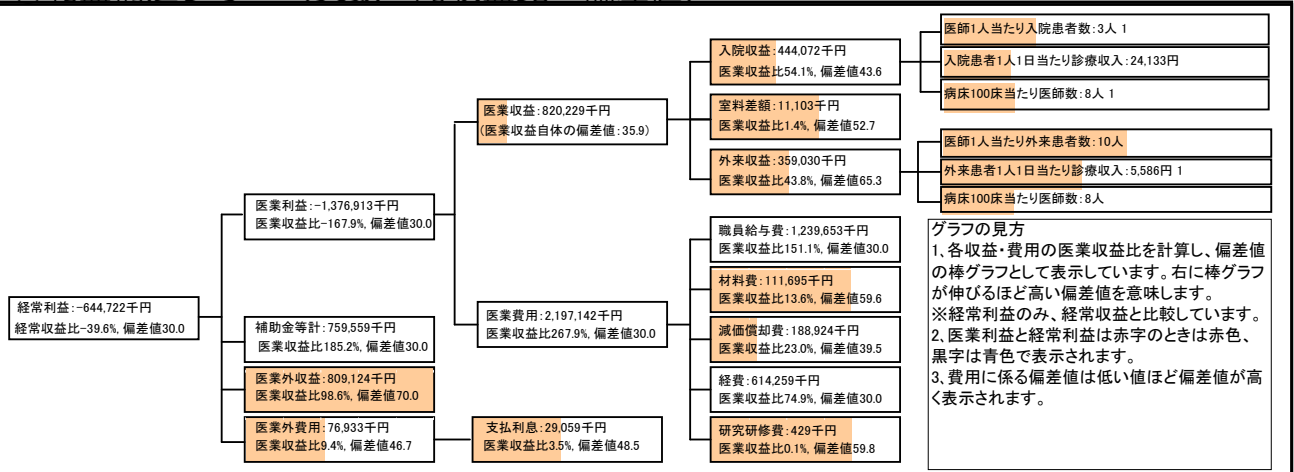 経常利益:-644,722千円
経常収益比-39.6%, 偏差値30.0
医業利益:-1,376,913千円
医業収益比-167.9%, 偏差値30.0
補助金等計:759,559千円
医業収益比185.2%, 偏差値30.0
医業外収益:809,124千円
医業収益比98.6%, 偏差値70.0
医業外費用:76,933千円
医業収益比9.4%, 偏差値46.7
医業収益:820,229千円
(医業収益自体の偏差値:35.9)
医業費用:2,197,142千円
医業収益比267.9%, 偏差値30.0
支払利息:29,059千円
医業収益比3.5%, 偏差値48.5
入院収益:444,072千円
医業収益比54.1%, 偏差値43.6
室料差額:11,103千円
医業収益比1.4%, 偏差値52.7
外来収益:359,030千円
医業収益比43.8%, 偏差値65.3
職員給与費:1,239,653千円
医業収益比151.1%, 偏差値30.0
材料費:111,695千円
医業収益比13.6%, 偏差値59.6
減価償却費:188,924千円
医業収益比23.0%, 偏差値39.5
経費:614,259千円
医業収益比74.9%, 偏差値30.0
研究研修費:429千円
医業収益比0.1%, 偏差値59.8
医師1人当たり入院患者数:3人 1
入院患者1人1日当たり診療収入:24,133円
病床100床当たり医師数:8人 1
医師1人当たり外来患者数:10人
外来患者1人1日当たり診療収入:5,586円 1
病床100床当たり医師数:8人
グラフの見方
1、各収益・費用の医業収益比を計算し、偏差値
の棒グラフとして表示しています。右に棒グラフ
が伸びるほど高い偏差値を意味します。
※経常利益のみ、経常収益と比較しています。
2、医業利益と経常利益は赤字のときは赤色、
黒字は青色で表示されます。
3、費用に係る偏差値は低い値ほど偏差値が高
く表示されます。